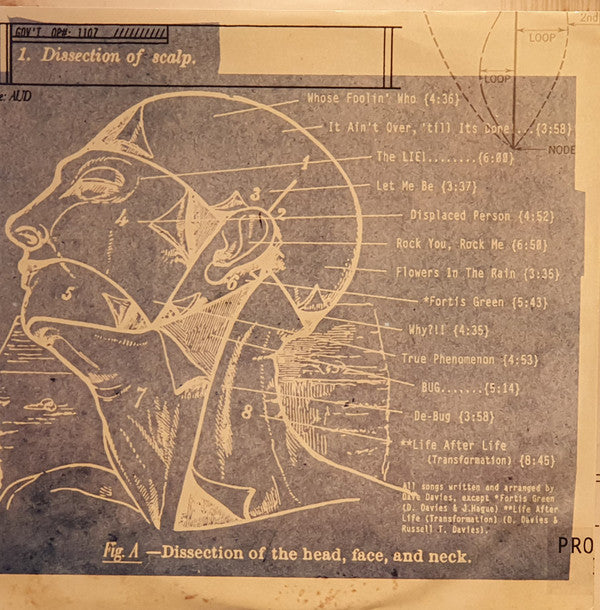 GOV'T OP#: 1107
1. Dissection of scalp.
e: AUD
2nd
LOOP
LOOP
NODE
Whose Foolin' Who {4:36}
It Ain't Over, 'till Its Done'...{3:58}
The LIE!........{6:00}
Let Me Be {3:37}
Displaced Person {4:52}
Rock You, Rock Me {6:50}
Flowers In The Rain {3:35}
*Fortis Green {5:43}
Why?!! {4:35}
True Phenomenon {4:53}
BUG.......{5:14}
De-Bug {3:58}
**Life After Life
(Transformation) {8:45}
1
2
3
4
5
6
7
8
All songs written and arranged by
Dave Davies, except *Fortis Green
(D. Davies & J.Hague) **Life After
Life (Transformation) (D. Davies &
Russell T. Davies).
PRO
Fig. A —Dissection of the head, face, and neck.